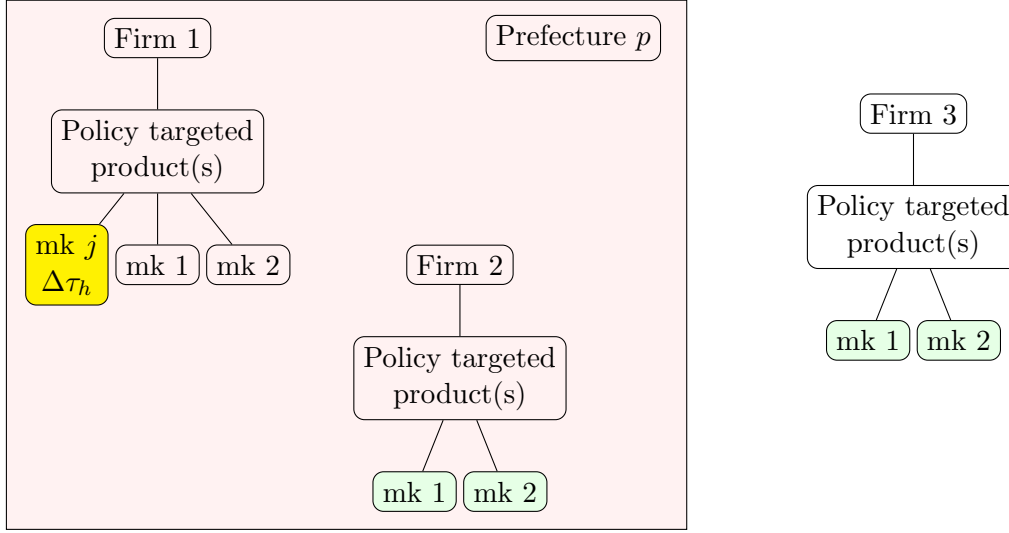 Firm 1
Prefecture p
Policy targeted
product(s)
mk j
Δτh
mk 1
mk 2
Firm 2
Policy targeted
product(s)
mk 1
mk 2
Firm 3
Policy targeted
product(s)
mk 1
mk 2